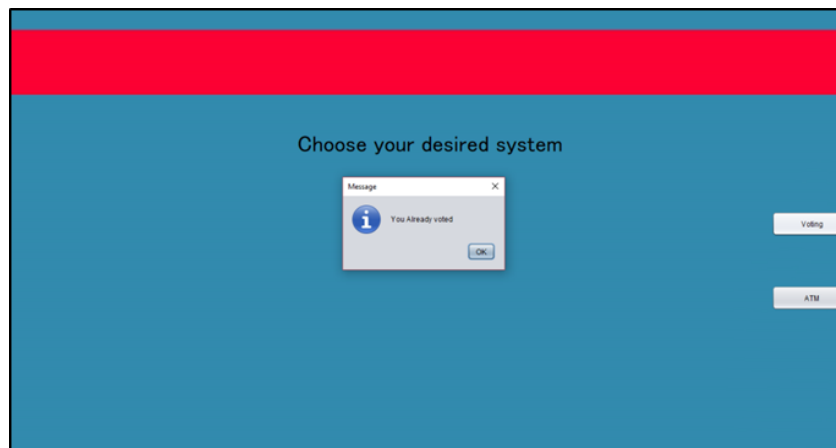 Choose your desired system
Message
You Already voted
OK
Voting
ATM